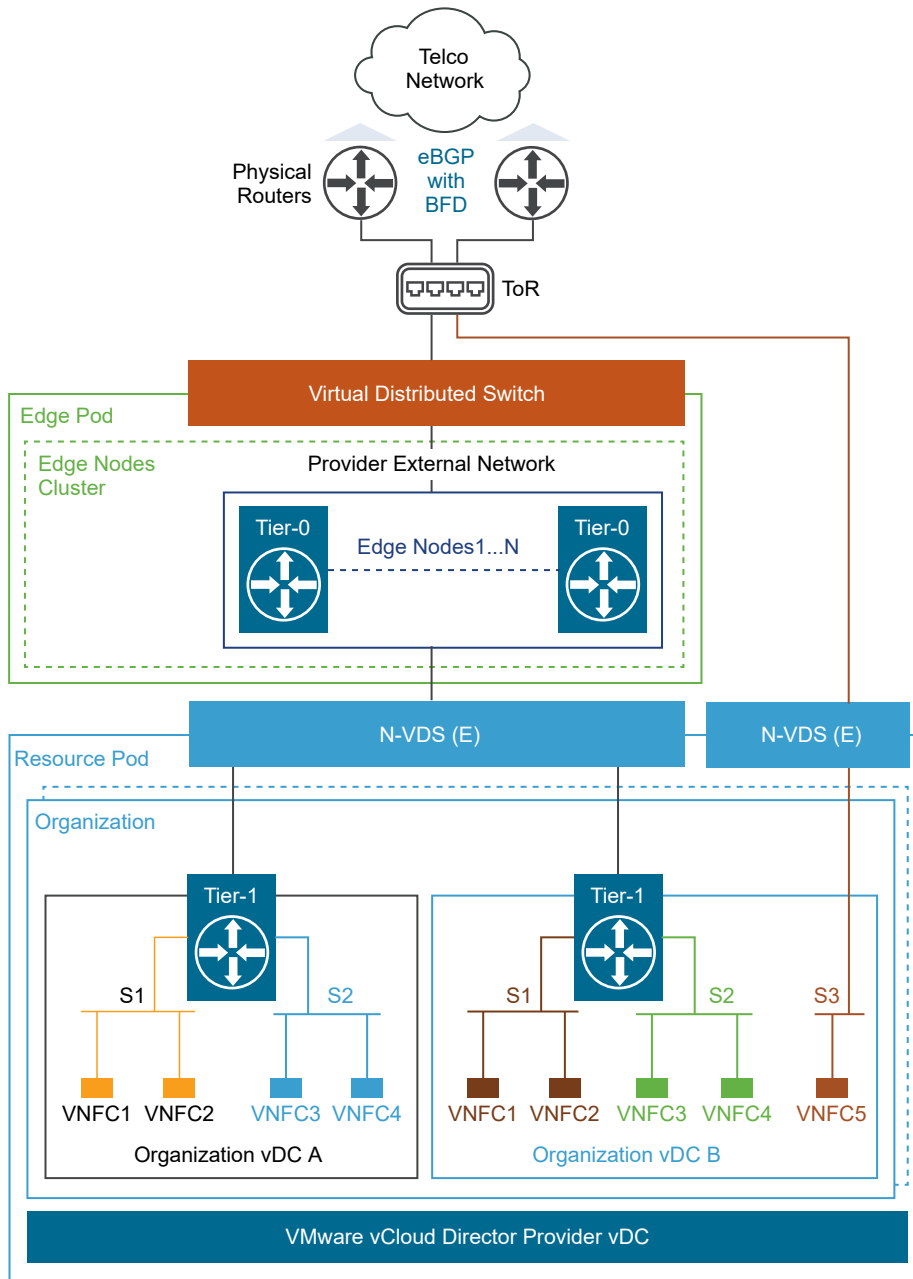 Telco
Network
Physical
Routers
eBGP
with
BFD
ToR
Virtual Distributed Switch
Edge Pod
Edge Nodes
Cluster
Provider External Network
Tier-0
Edge Nodes1...N
Tier-0
N-VDS (E)
N-VDS (E)
Resource Pod
Organization
Tier-1
Tier-1
S1
S2
S1
S2
S3
VNFC1
VNFC2
VNFC3
VNFC4
VNFC1
VNFC2
VNFC3
VNFC4
VNFC5
Organization vDC A
Organization vDC B
VMware vCloud Director Provider vDC